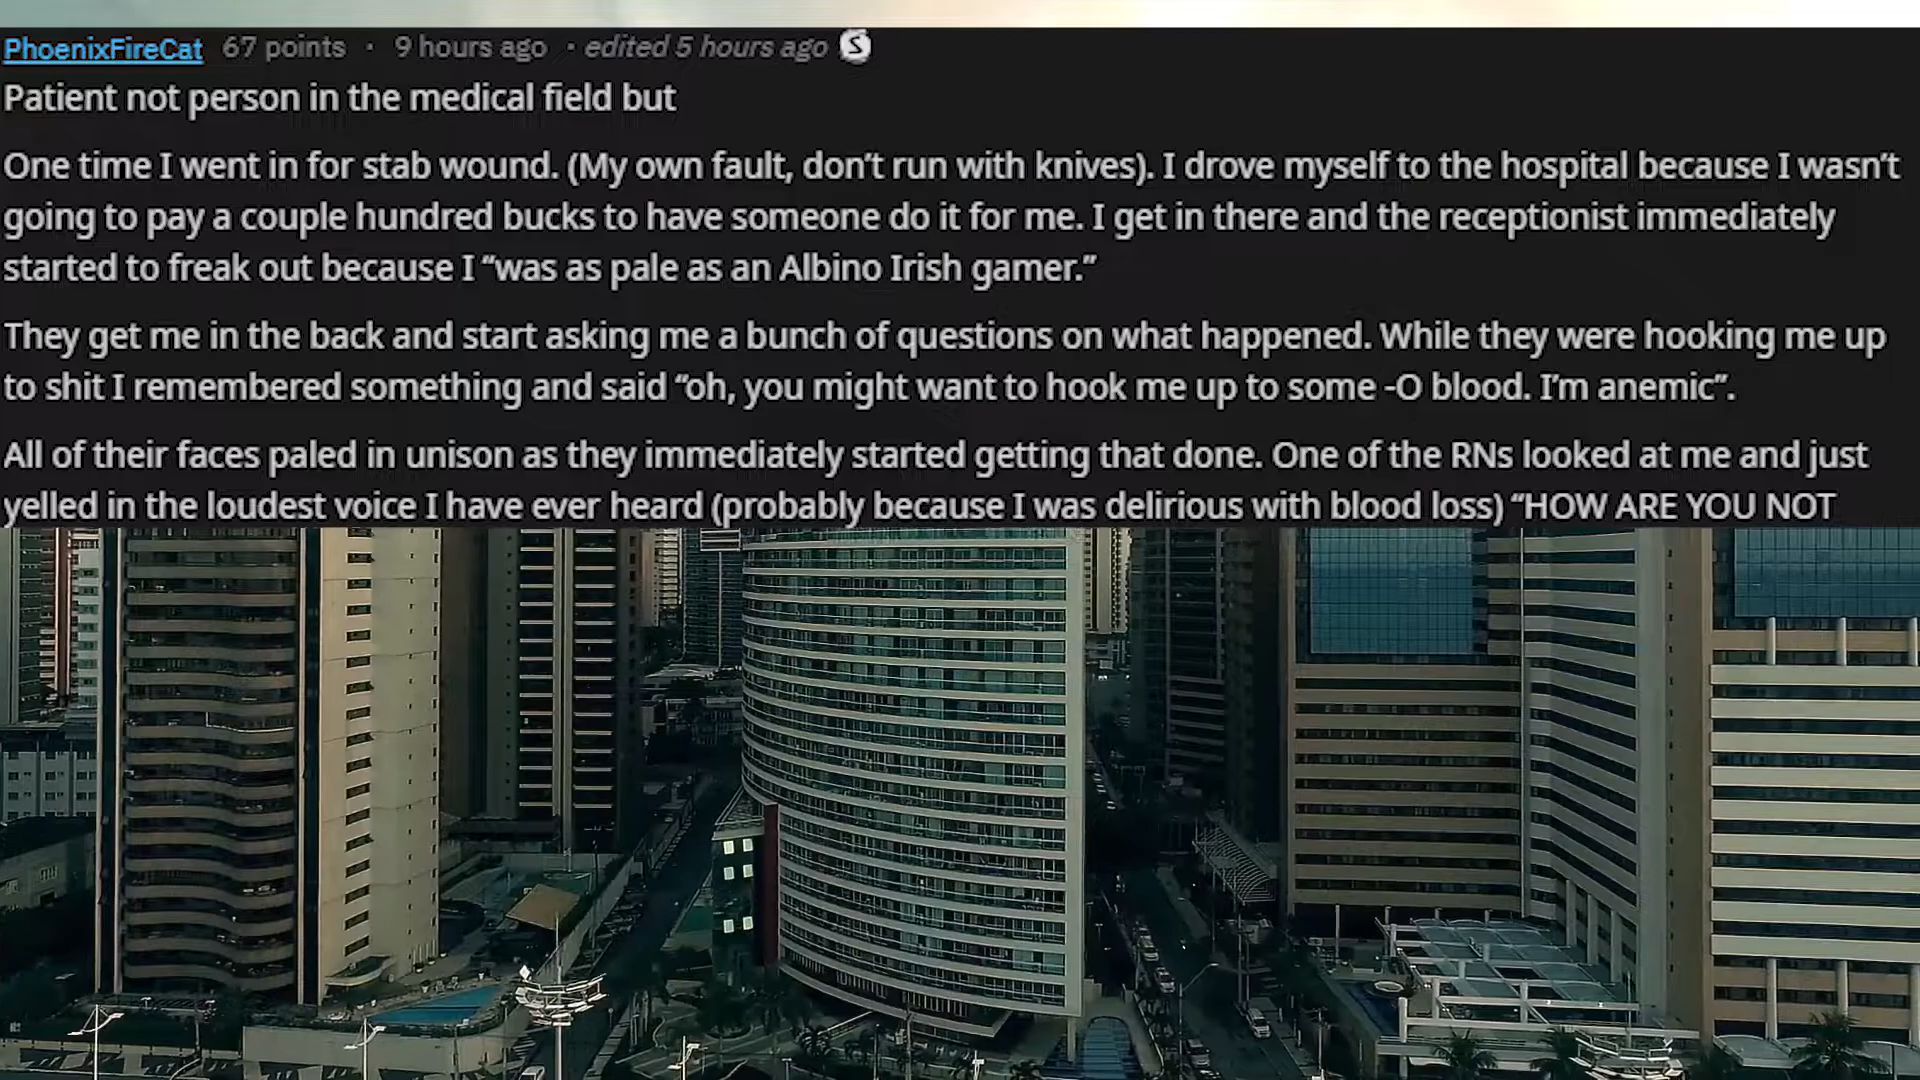 PhoenixFireCat 67 points · 9 hours ago · edited 5 hours ago S
Patient not person in the medical field but
One time I went in for stab wound. (My own fault, don’t run with knives). I drove myself to the hospital because I wasn’t
going to pay a couple hundred bucks to have someone do it for me. I get in there and the receptionist immediately
started to freak out because I “was as pale as an Albino Irish gamer.”
They get me in the back and start asking me a bunch of questions on what happened. While they were hooking me up
to shit I remembered something and said “oh, you might want to hook me up to some -O blood. I’m anemic”.
All of their faces paled in unison as they immediately started getting that done. One of the RNs looked at me and just
yelled in the loudest voice I have ever heard (probably because I was delirious with blood loss) “HOW ARE YOU NOT